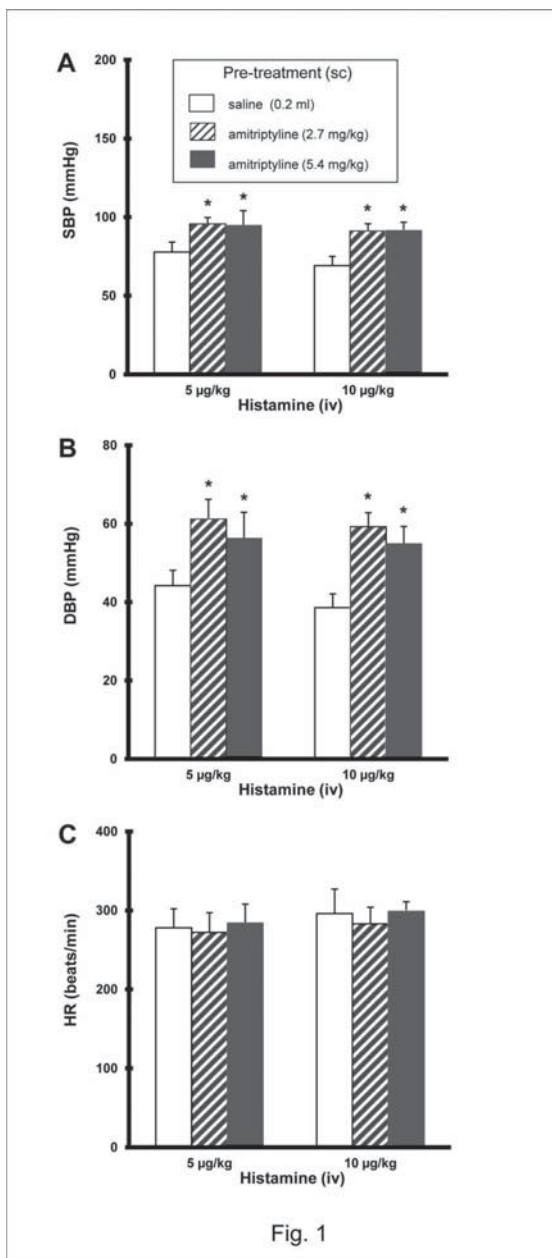 A
200
Pre-treatment (sc)
saline (0.2 ml)
amitriptyline (2.7 mg/kg)
amitriptyline (5.4 mg/kg)
150
SBP (mmHg)
* * * *
100
50
0
5 µg/kg 10 µg/kg
Histamine (iv)
B
80
* * * *
60
DBP (mmHg)
40
20
0
5 µg/kg 10 µg/kg
Histamine (iv)
C
400
300
HR (beats/min)
200
100
0
5 µg/kg 10 µg/kg
Histamine (iv)
Fig. 1